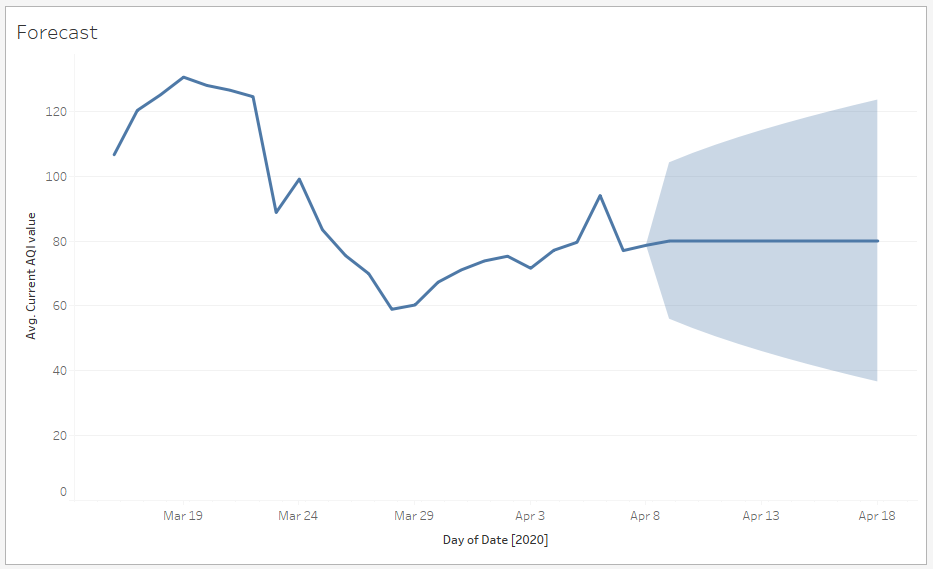 Forecast
Avg. Current AQI value
120
100
80
60
40
20
0
Mar 19 Mar 24 Mar 29 Apr 3 Apr 8 Apr 13 Apr 18
Day of Date [2020]